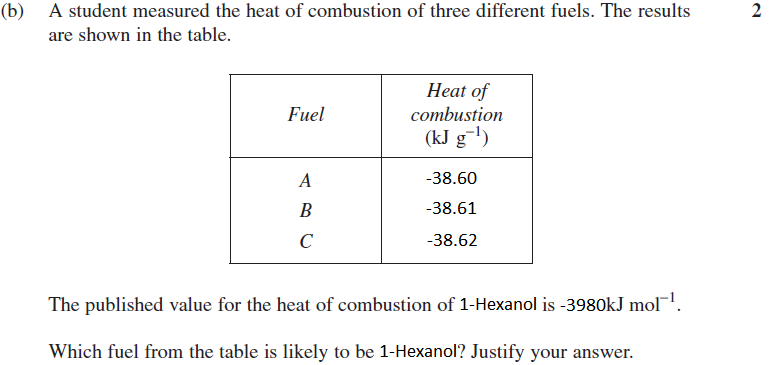 (b) A student measured the heat of combustion of three different fuels. The results 2
are shown in the table.
Fuel Heat of combustion (kJ g⁻¹)
A -38.60
B -38.61
C -38.62
The published value for the heat of combustion of 1-Hexanol is -3980kJ mol⁻¹.
Which fuel from the table is likely to be 1-Hexanol? Justify your answer.